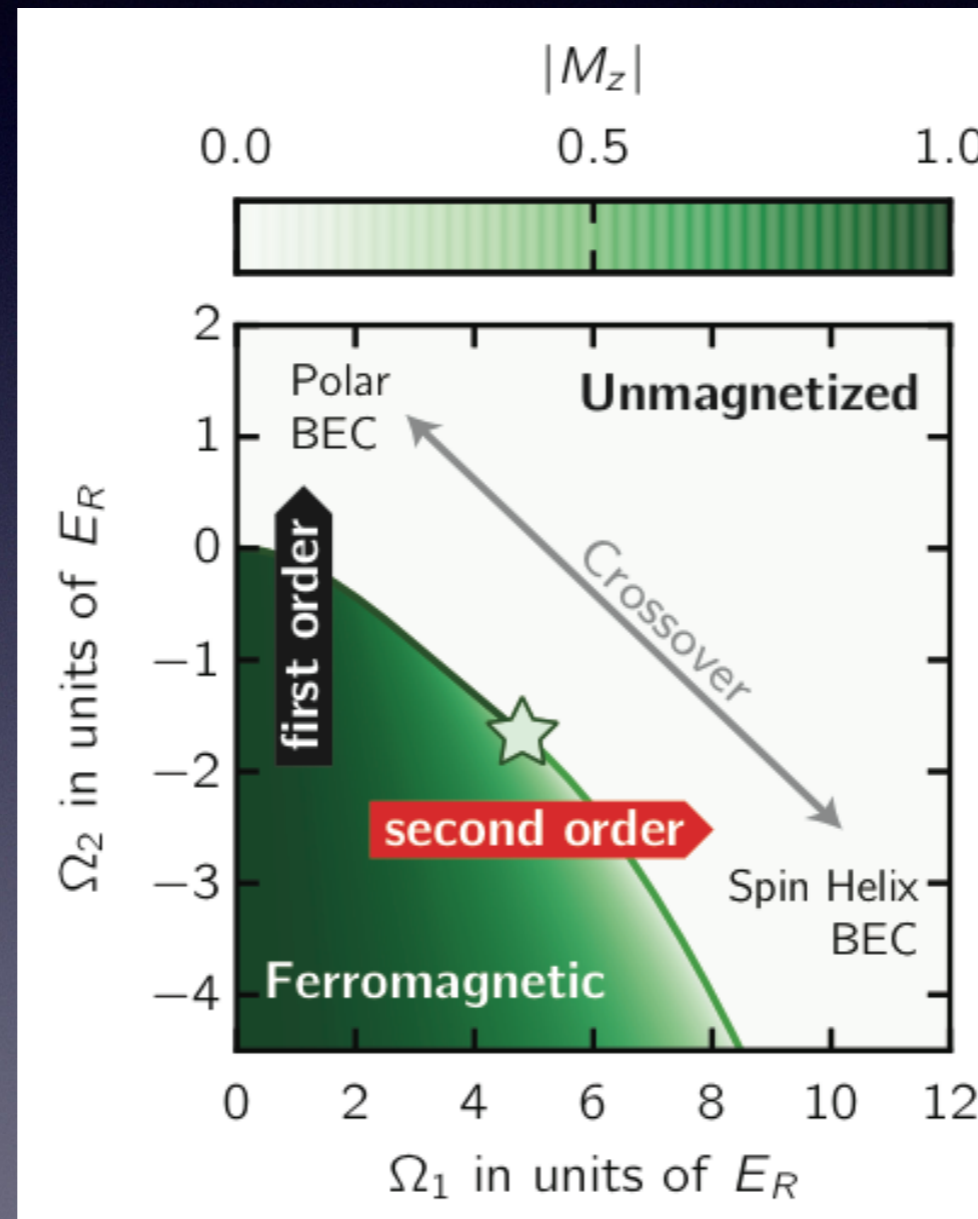 |M_z|
0.0 0.5 1.0
2
Polar
BEC
Unmagnetized
1
0
−1
−2
−3
−4
Ω₂ in units of E_R
first order
Crossover
second order
Spin Helix
BEC
Ferromagnetic
0 2 4 6 8 10 12
Ω₁ in units of E_R